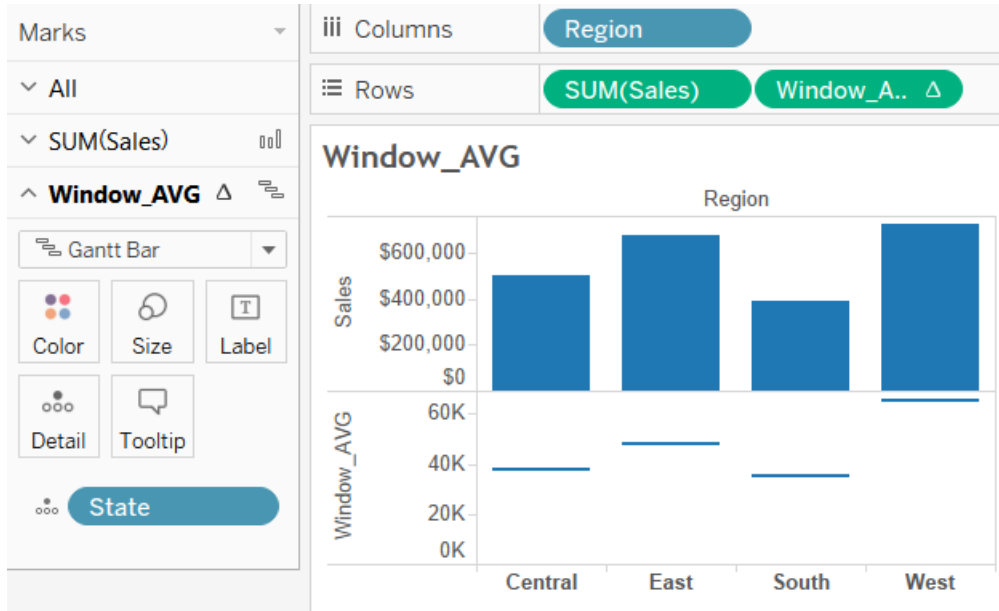 Marks
All
SUM(Sales)
Window_AVG Δ
Gantt Bar
Color Size Label
Detail Tooltip
State
iii Columns Region
Rows SUM(Sales) Window_A.. Δ
Window_AVG
Region
$600,000
$400,000
$200,000
$0
Sales
60K
40K
20K
0K
Window_AVG
Central East South West